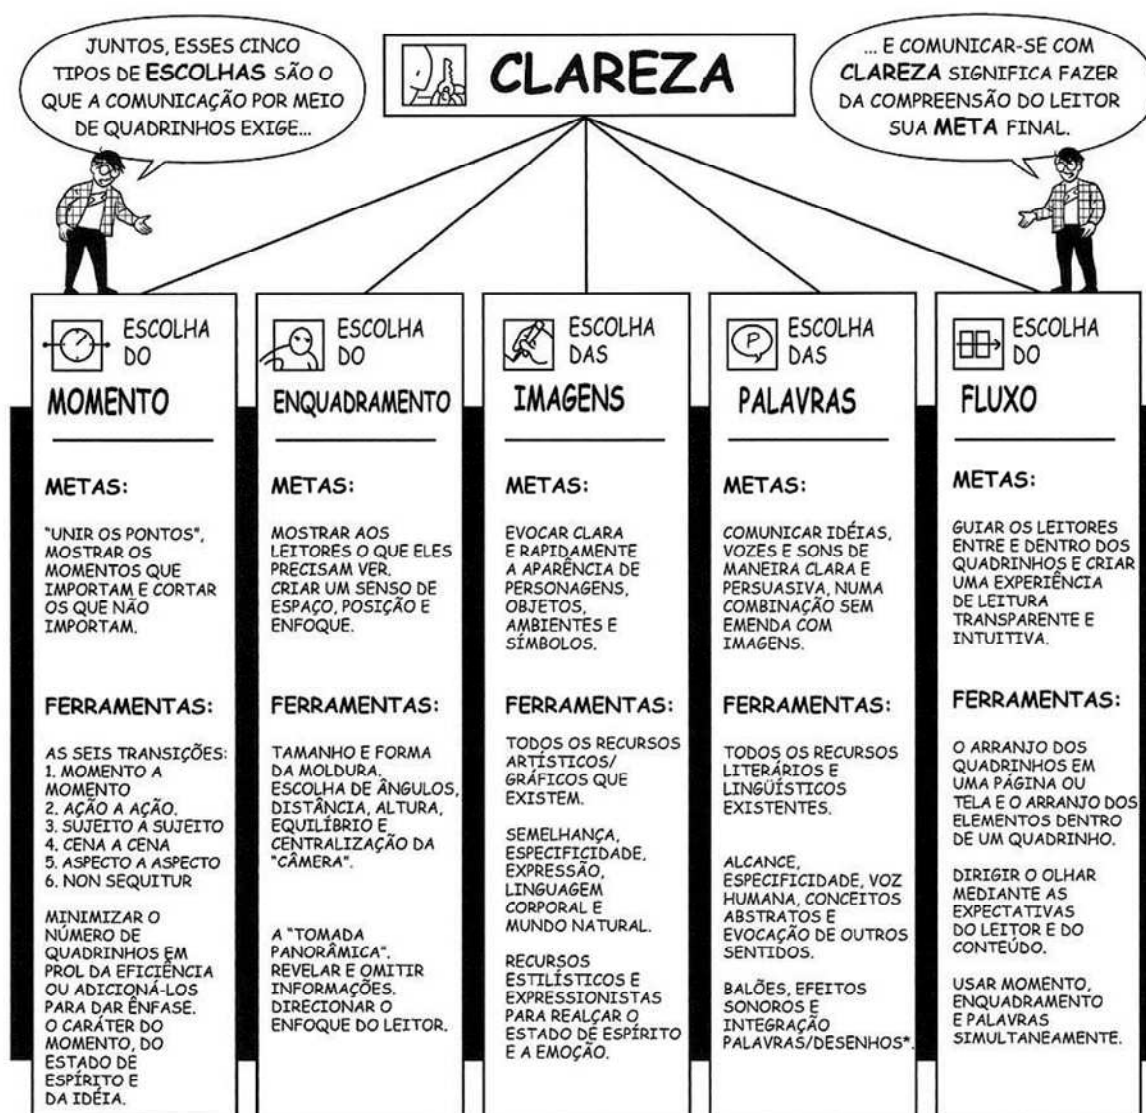 JUNTOS, ESSES CINCO
TIPOS DE ESCOLHAS SÃO O
QUE A COMUNICAÇÃO POR MEIO
DE QUADRINHOS EXIGE...
CLAREZA
... E COMUNICAR-SE COM
CLAREZA SIGNIFICA FAZER
DA COMPREENSÃO DO LEITOR
SUA META FINAL.
ESCOLHA
DO
MOMENTO
METAS:
"UNIR OS PONTOS",
MOSTRAR OS
MOMENTOS QUE
IMPORTAM E CORTAR
OS QUE NÃO
IMPORTAM.
FERRAMENTAS:
AS SEIS TRANSIÇÕES:
1. MOMENTO A
MOMENTO
2. AÇÃO A AÇÃO.
3. SUJEITO A SUJEITO
4. CENA A CENA
5. ASPECTO A ASPECTO
6. NON SEQUITUR
MINIMIZAR O
NÚMERO DE
QUADRINHOS EM
PROL DA EFICIÊNCIA
OU ADICIONÁ-LOS
PARA DAR ÊNFASE.
O CARÁTER DO
MOMENTO, DO
ESTADO DE
ESPÍRITO E
DA IDÉIA.
ESCOLHA
DO
ENQUADRAMENTO
METAS:
MOSTRAR AOS
LEITORES O QUE ELES
PRECISAM VER.
CRIAR UM SENSO DE
ESPAÇO, POSIÇÃO E
ENFOQUE.
FERRAMENTAS:
TAMANHO E FORMA
DA MOLDURA.
ESCOLHA DE ÂNGULOS,
DISTÂNCIA, ALTURA,
EQUILÍBRIO E
CENTRALIZAÇÃO DA
"CÂMERA".
A "TOMADA
PANORÂMICA".
REVELAR E OMITIR
INFORMAÇÕES.
DIRECIONAR O
ENFOQUE DO LEITOR.
ESCOLHA
DAS
IMAGENS
METAS:
EVOCAR CLARA
E RAPIDAMENTE
A APARÊNCIA DE
PERSONAGENS,
OBJETOS,
AMBIENTES E
SÍMBOLOS.
FERRAMENTAS:
TODOS OS RECURSOS
ARTÍSTICOS/
GRÁFICOS QUE
EXISTEM.
SEMELHANÇA,
ESPECIFICIDADE,
EXPRESSÃO,
LINGUAGEM
CORPORAL E
MUNDO NATURAL.
RECURSOS
ESTILÍSTICOS E
EXPRESSIONISTAS
PARA REALÇAR O
ESTADO DE ESPÍRITO
E A EMOÇÃO.
P
ESCOLHA
DAS
PALAVRAS
METAS:
COMUNICAR IDÉIAS,
VOZES E SONS DE
MANEIRA CLARA E
PERSUASIVA, NUMA
COMBINAÇÃO SEM
EMENDA COM
IMAGENS.
FERRAMENTAS:
TODOS OS RECURSOS
LITERÁRIOS E
LINGÜÍSTICOS
EXISTENTES.
ALCANCE,
ESPECIFICIDADE, VOZ
HUMANA, CONCEITOS
ABSTRATOS E
EVOCAÇÃO DE OUTROS
SENTIDOS.
BALÕES, EFEITOS
SONOROS E
INTEGRAÇÃO
PALAVRAS/DESENHOS*.
ESCOLHA
DO
FLUXO
METAS:
GUIAR OS LEITORES
ENTRE E DENTRO DOS
QUADRINHOS E CRIAR
UMA EXPERIÊNCIA
DE LEITURA
TRANSPARENTE E
INTUITIVA.
FERRAMENTAS:
O ARRANJO DOS
QUADRINHOS EM
UMA PÁGINA OU
TELA E O ARRANJO DOS
ELEMENTOS DENTRO
DE UM QUADRINHO.
DIRIGIR O OLHAR
MEDIANTE AS
EXPECTATIVAS
DO LEITOR E DO
CONTEÚDO.
USAR MOMENTO,
ENQUADRAMENTO
E PALAVRAS
SIMULTANEAMENTE.